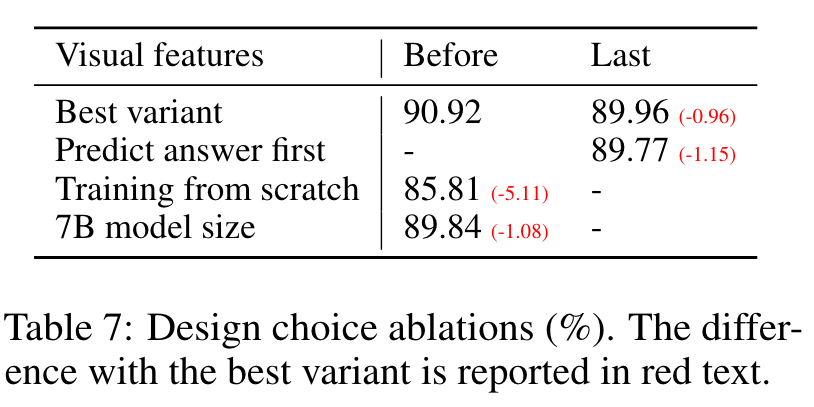 Visual features Before Last
Best variant 90.92 89.96 (-0.96)
Predict answer first - 89.77 (-1.15)
Training from scratch 85.81 (-5.11) -
7B model size 89.84 (-1.08) -
Table 7: Design choice ablations (%). The differ-
ence with the best variant is reported in red text.